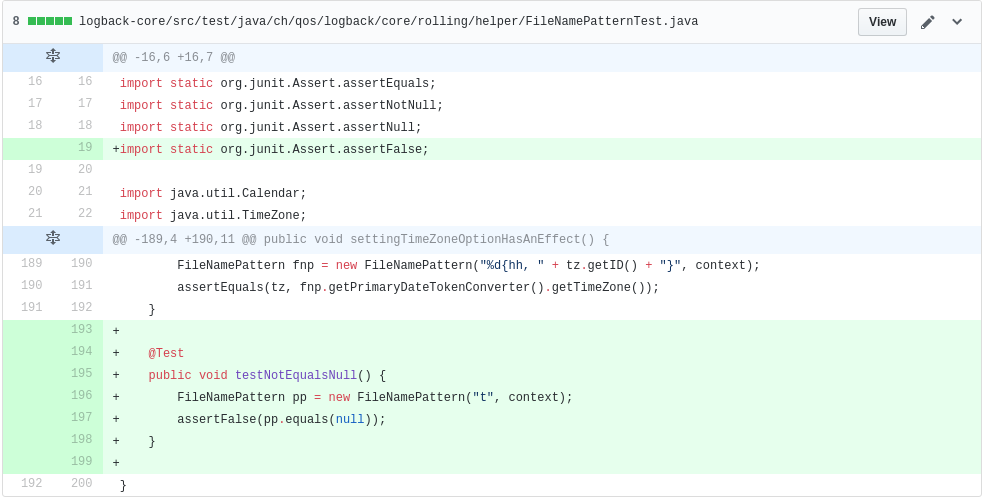 8 logback-core/src/test/java/ch/qos/logback/core/rolling/helper/FileNamePatternTest.java View
@@ -16,6 +16,7 @@
16 16 import static org.junit.Assert.assertEquals;
17 17 import static org.junit.Assert.assertNotNull;
18 18 import static org.junit.Assert.assertNull;
19 +import static org.junit.Assert.assertFalse;
19 20
20 21 import java.util.Calendar;
21 22 import java.util.TimeZone;
@@ -189,4 +190,11 @@ public void settingTimeZoneOptionHasAnEffect() {
189 190         FileNamePattern fnp = new FileNamePattern("%d{hh, " + tz.getID() + "}", context);
190 191         assertEquals(tz, fnp.getPrimaryDateTokenConverter().getTimeZone());
191 192     }
193 +
194 +    @Test
195 +    public void testNotEqualsNull() {
196 +        FileNamePattern pp = new FileNamePattern("t", context);
197 +        assertFalse(pp.equals(null));
198 +    }
199 +
192 200 }